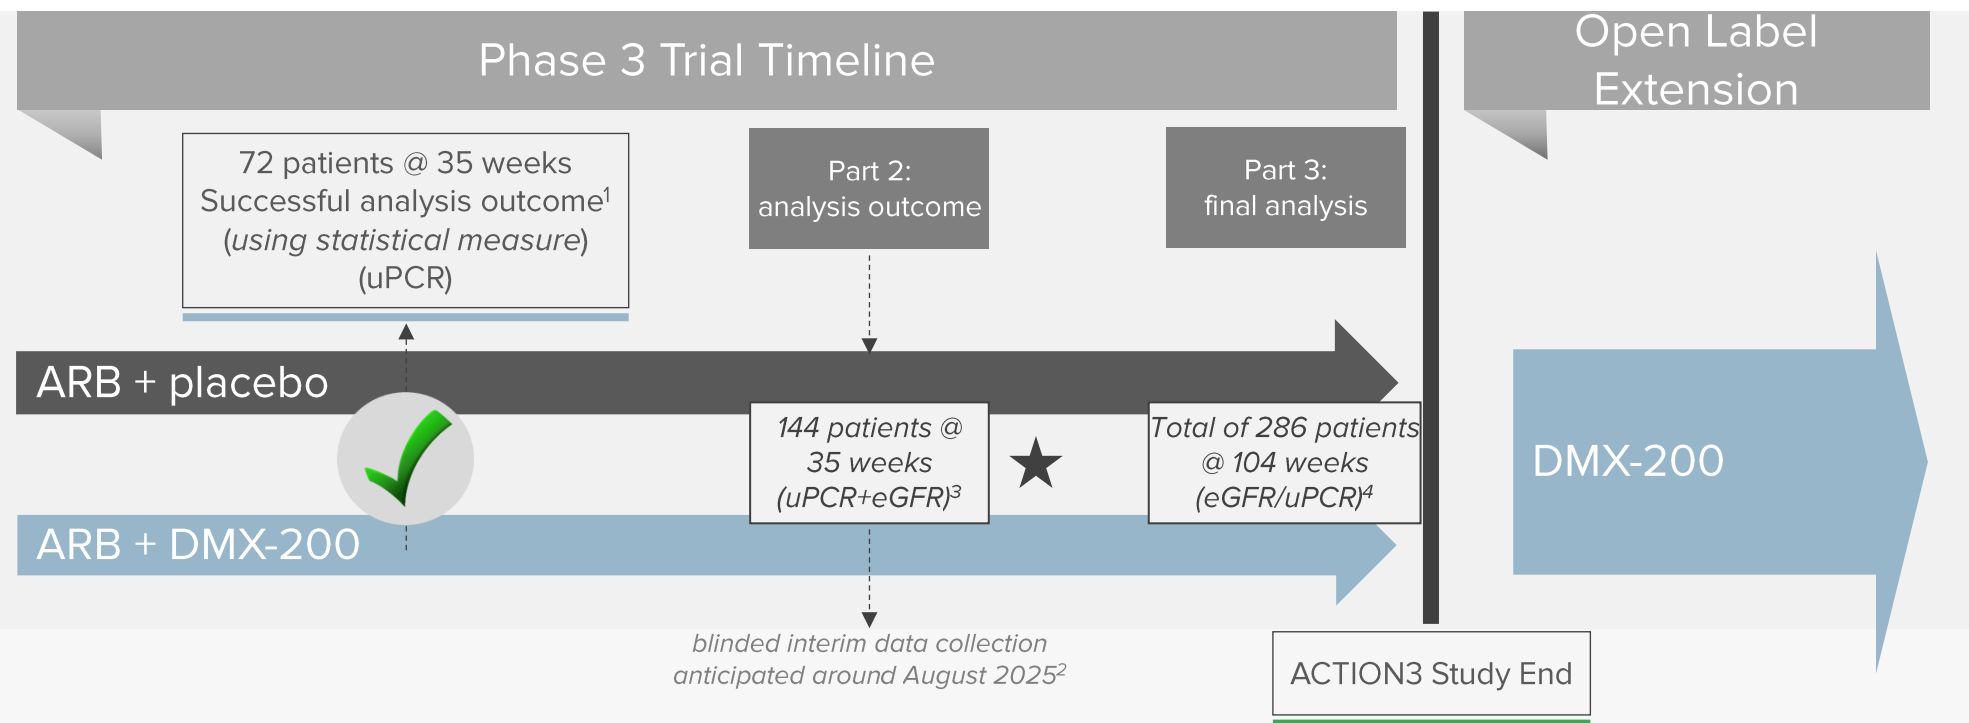 Phase 3 Trial Timeline
Open Label
Extension
72 patients @ 35 weeks
Successful analysis outcome¹
(using statistical measure)
(uPCR)
Part 2:
analysis outcome
Part 3:
final analysis
ARB + placebo
144 patients @
35 weeks
(uPCR+eGFR)³
Total of 286 patients
@ 104 weeks
(eGFR/uPCR)⁴
DMX-200
ARB + DMX-200
blinded interim data collection
anticipated around August 2025²
ACTION3 Study End